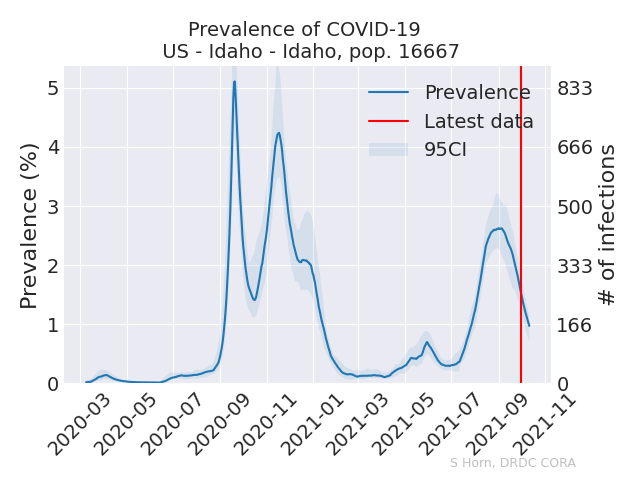 Prevalence of COVID-19
US - Idaho - Idaho, pop. 16667
Prevalence (%)
5
4
3
2
1
0
833
666
500
333
166
0
# of infections
Prevalence
Latest data
95CI
2020-03
2020-05
2020-07
2020-09
2020-11
2021-01
2021-03
2021-05
2021-07
2021-09
2021-11
S Horn, DRDC CORA